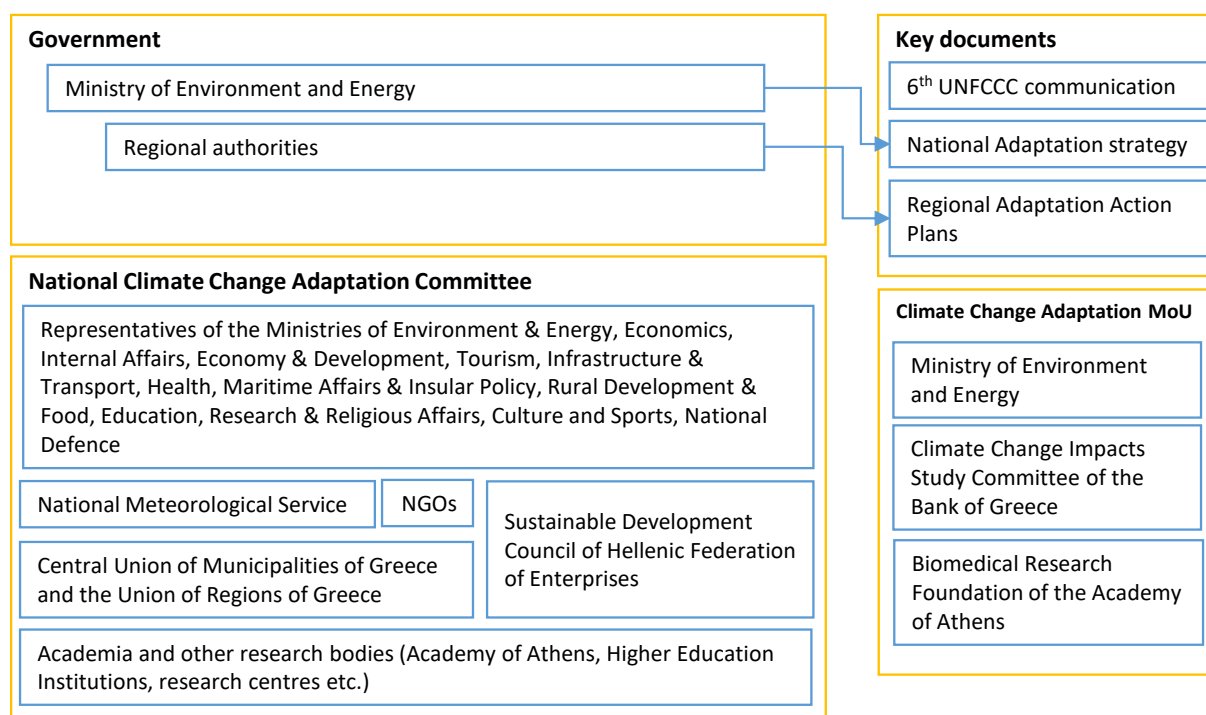 Government
Ministry of Environment and Energy
Regional authorities
Key documents
6th UNFCCC communication
National Adaptation strategy
Regional Adaptation Action
Plans
National Climate Change Adaptation Committee
Representatives of the Ministries of Environment & Energy, Economics,
Internal Affairs, Economy & Development, Tourism, Infrastructure &
Transport, Health, Maritime Affairs & Insular Policy, Rural Development &
Food, Education, Research & Religious Affairs, Culture and Sports, National
Defence
National Meteorological Service
NGOs
Sustainable Development
Council of Hellenic Federation
of Enterprises
Central Union of Municipalities of Greece
and the Union of Regions of Greece
Academia and other research bodies (Academy of Athens, Higher Education
Institutions, research centres etc.)
Climate Change Adaptation MoU
Ministry of Environment
and Energy
Climate Change Impacts
Study Committee of the
Bank of Greece
Biomedical Research
Foundation of the Academy
of Athens